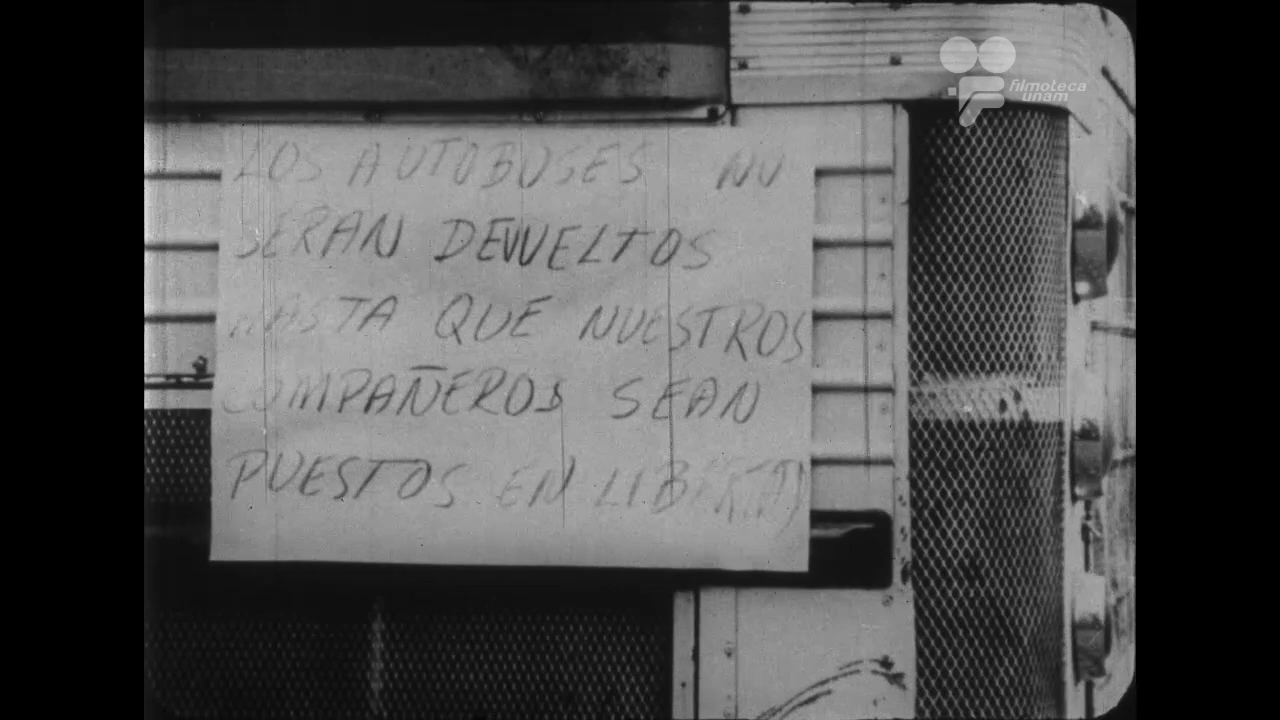 filmoteca
unam
LOS AUTOBUSES NO
SERAN DEVUELTOS
HASTA QUE NUESTROS
COMPAÑEROS SEAN
PUESTOS EN LIBERTAD